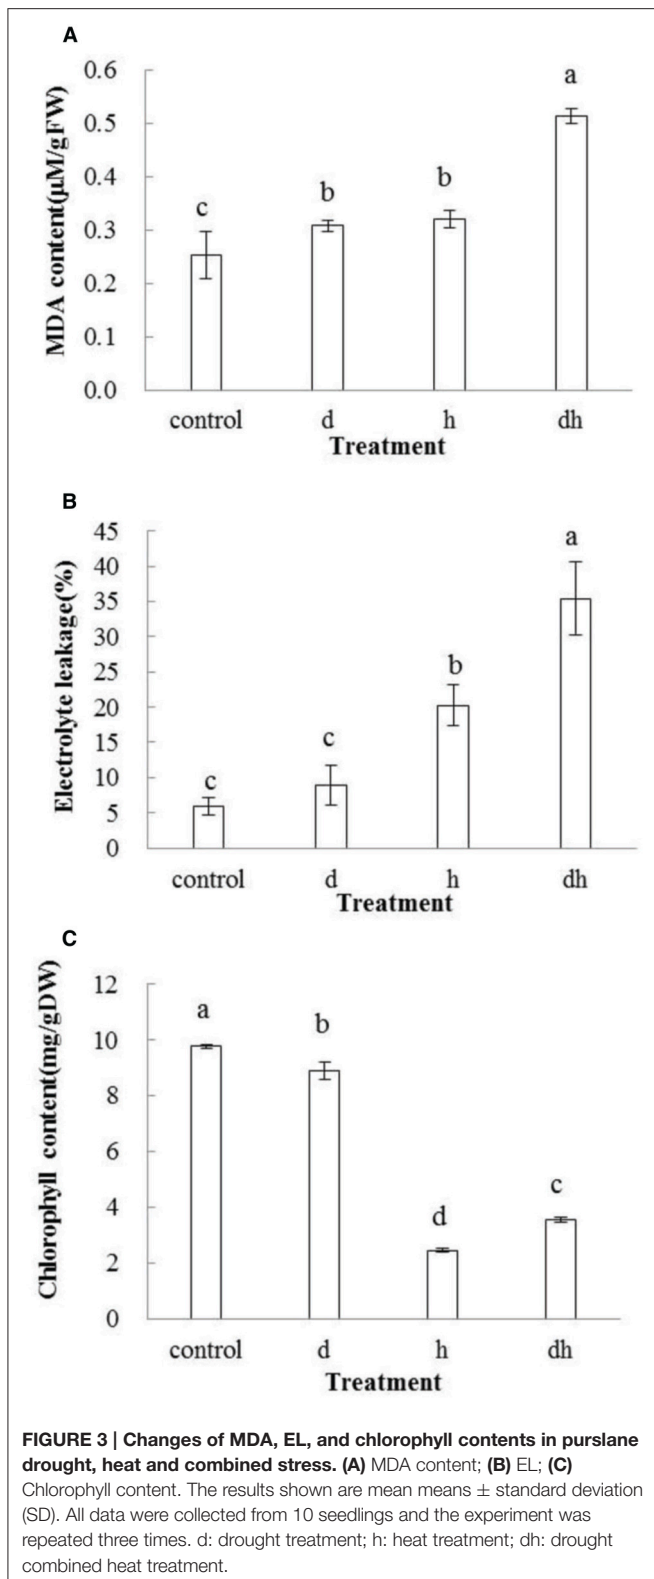 A
MDA content(µM/gFW)
0.6
0.5
0.4
0.3
0.2
0.1
0.0
c
b
b
a
control d h dh
Treatment
B
Electrolyte leakage(%)
45
40
35
30
25
20
15
10
5
0
c
c
b
a
control d h dh
Treatment
C
Chlorophyll content(mg/gDW)
12
10
8
6
4
2
0
a
b
d
c
control d h dh
Treatment
FIGURE 3 | Changes of MDA, EL, and chlorophyll contents in purslane
drought, heat and combined stress. (A) MDA content; (B) EL; (C)
Chlorophyll content. The results shown are mean means ± standard deviation
(SD). All data were collected from 10 seedlings and the experiment was
repeated three times. d: drought treatment; h: heat treatment; dh: drought
combined heat treatment.